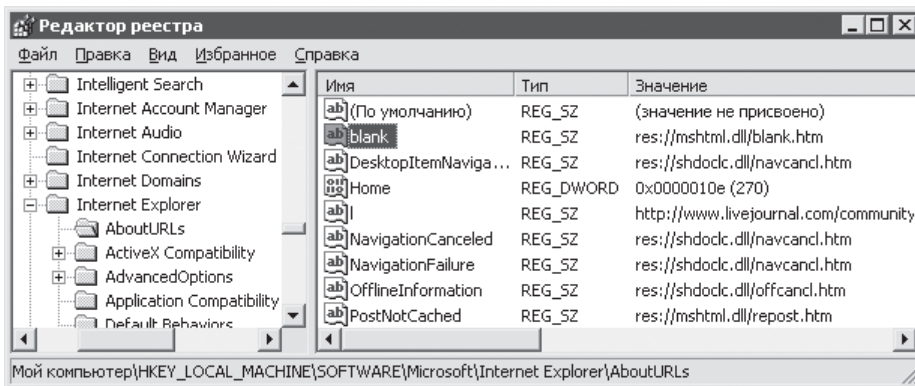 Редактор реестра
Файл Правка Вид Избранное Справка
Intelligent Search
Internet Account Manager
Internet Audio
Internet Connection Wizard
Internet Domains
Internet Explorer
AboutURLs
ActiveX Compatibility
AdvancedOptions
Application Compatibility
Default Behaviors
Имя Тип Значение
(По умолчанию) REG_SZ (значение не присвоено)
blank REG_SZ res://mshtml.dll/blank.htm
DesktopItemNaviga... REG_SZ res://shdoclc.dll/navcancl.htm
Home REG_DWORD 0x0000010e (270)
l REG_SZ http://www.livejournal.com/community
NavigationCanceled REG_SZ res://shdoclc.dll/navcancl.htm
NavigationFailure REG_SZ res://shdoclc.dll/navcancl.htm
OfflineInformation REG_SZ res://shdoclc.dll/offcancl.htm
PostNotCached REG_SZ res://mshtml.dll/repost.htm
Мой компьютер\HKEY_LOCAL_MACHINE\SOFTWARE\Microsoft\Internet Explorer\AboutURLs